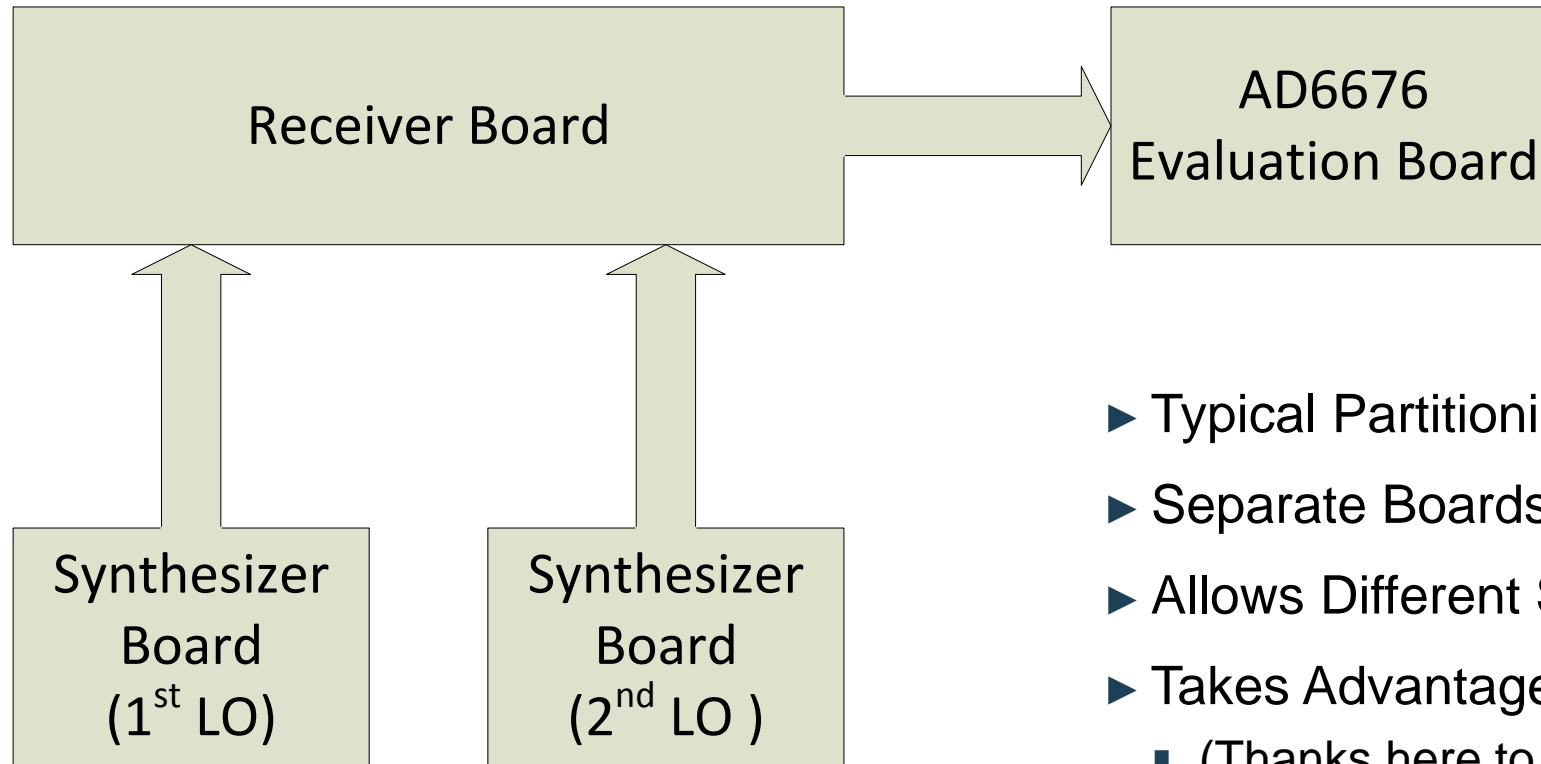 Receiver Board
AD6676
Evaluation Board
Synthesizer
Board
(1st LO)
Synthesizer
Board
(2nd LO )
► Typical
► Separate Boards
► Allows Different
► Takes Advantage
▪ (Thanks here to